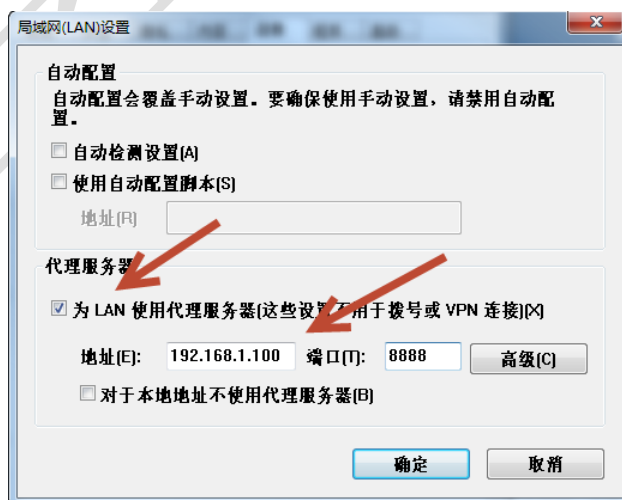 局域网(LAN)设置
自动配置
自动配置会覆盖手动设置。要确保使用手动设置，请禁用自动配
置。
自动检测设置(A)
使用自动配置脚本(S)
地址(R)
代理服务器
为 LAN 使用代理服务器(这些设置不用于拨号或 VPN 连接)(X)
地址(E): 192.168.1.100 端口(T): 8888 高级(C)
对于本地地址不使用代理服务器(B)
确定 取消